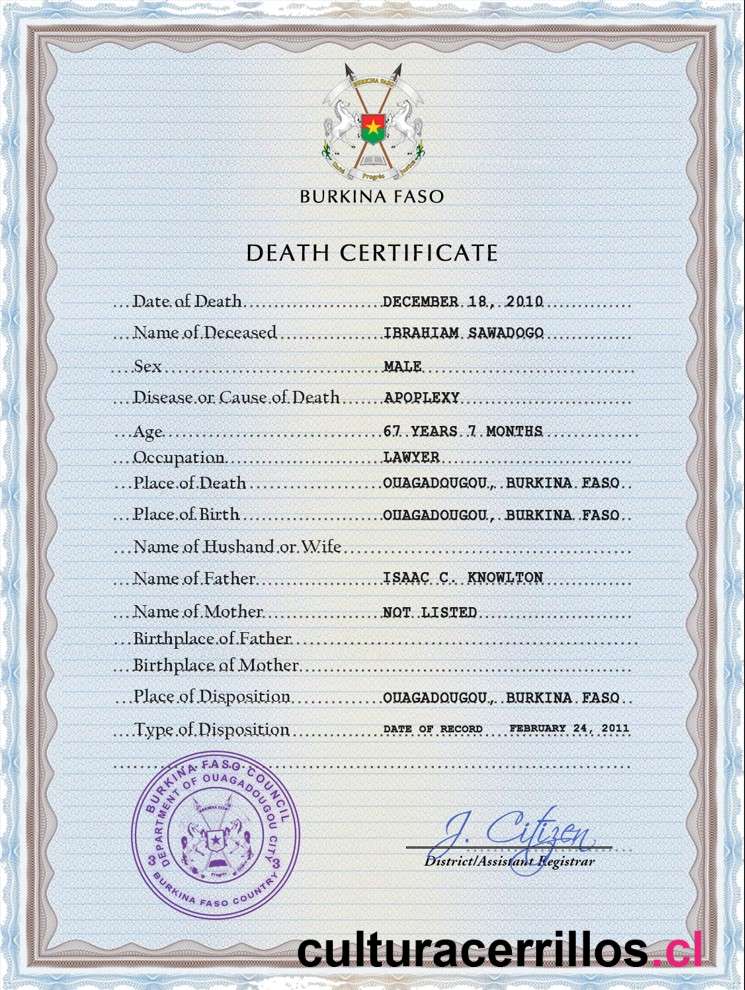 BURKINA FASO
Unité Progrès Justice
BURKINA FASO
DEATH CERTIFICATE
Date of Death DECEMBER 18, 2010
Name of Deceased IBRAHIAM SAWADOGO
Sex MALE
Disease or Cause of Death APOPLEXY
Age 67 YEARS 7 MONTHS
Occupation LAWYER
Place of Death OUAGADOUGOU, BURKINA FASO
Place of Birth OUAGADOUGOU, BURKINA FASO
Name of Husband or Wife
Name of Father ISAAC C. KNOWLTON
Name of Mother NOT LISTED
Birthplace of Father
Birthplace of Mother
Place of Disposition OUAGADOUGOU, BURKINA FASO
Type of Disposition DATE OF RECORD FEBRUARY 24, 2011
BURKINA FASO COUNCIL
DEPARTMENT OF OUAGADOUGOU CITY
3 3
BURKINA FASO COUNTRY
J. Citizen
District/Assistant Registrar
culturacerrillos.cl